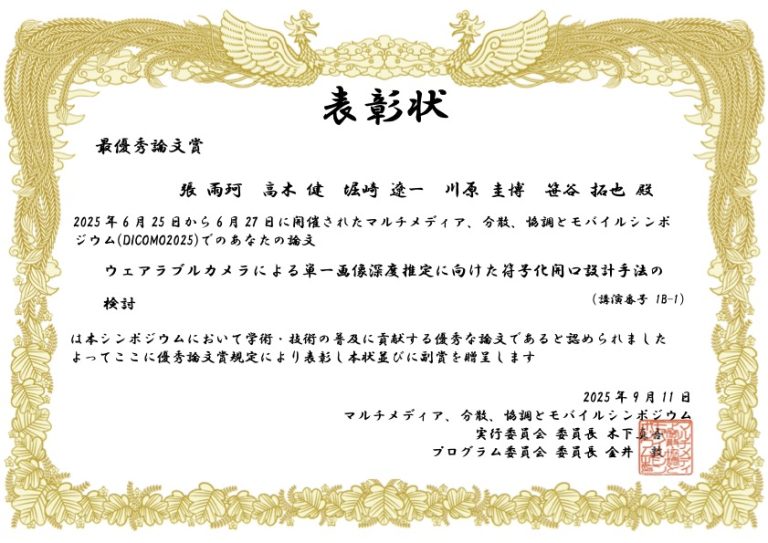 表彰状
最優秀論文賞
張 雨珂 高木 健 堀崎 遼一 川原 圭博 笹谷 拓也 殿
2025年6月25日から6月27日に開催されたマルチメディア、分散、協調とモバイルシンポ
ジウム(DICOMO2025)でのあなたの論文
ウェアラブルカメラによる単一画像深度推定に向けた符号化開口設計手法の
検討
(講演番号 1B-1)
は本シンポジウムにおいて学術・技術の普及に貢献する優秀な論文であると認められました
よってここに優秀論文賞規定により表彰し本状並びに副賞を贈呈します
2025年9月11日
マルチメディア、分散、協調とモバイルシンポジウム
実行委員会 委員長 木下
プログラム委員会 委員長 金井 敦